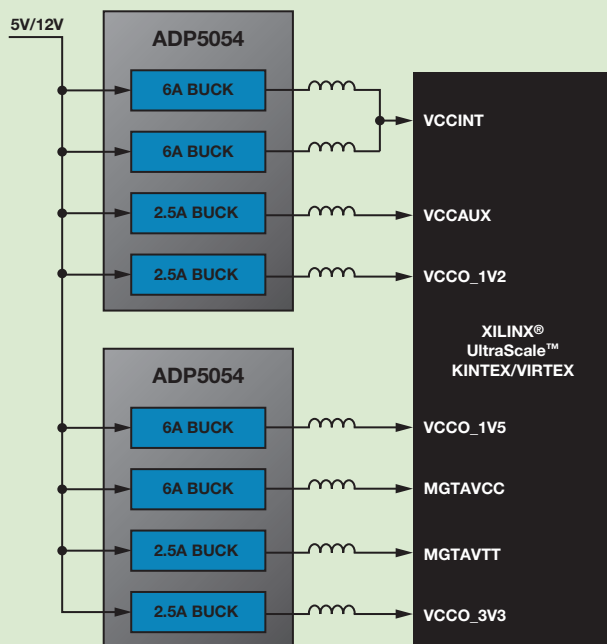 5V/12V
ADP5054
6A BUCK
6A BUCK
2.5A BUCK
2.5A BUCK
VCCINT
VCCAUX
VCCO_1V2
XILINX®
UltraScale™
KINTEX/VIRTEX
ADP5054
6A BUCK
6A BUCK
2.5A BUCK
2.5A BUCK
VCCO_1V5
MGTAVCC
MGTAVTT
VCCO_3V3